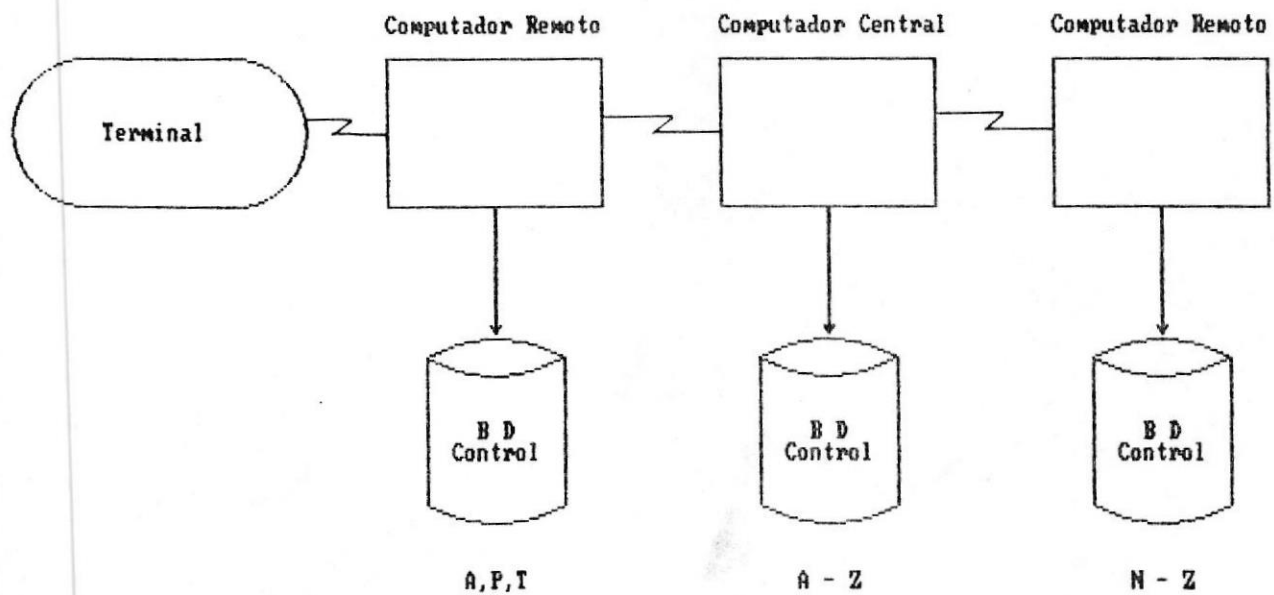 Computador Remoto
Computador Central
Computador Remoto
Terminal
B D
Control
B D
Control
B D
Control
A,P,T
A - Z
N - Z